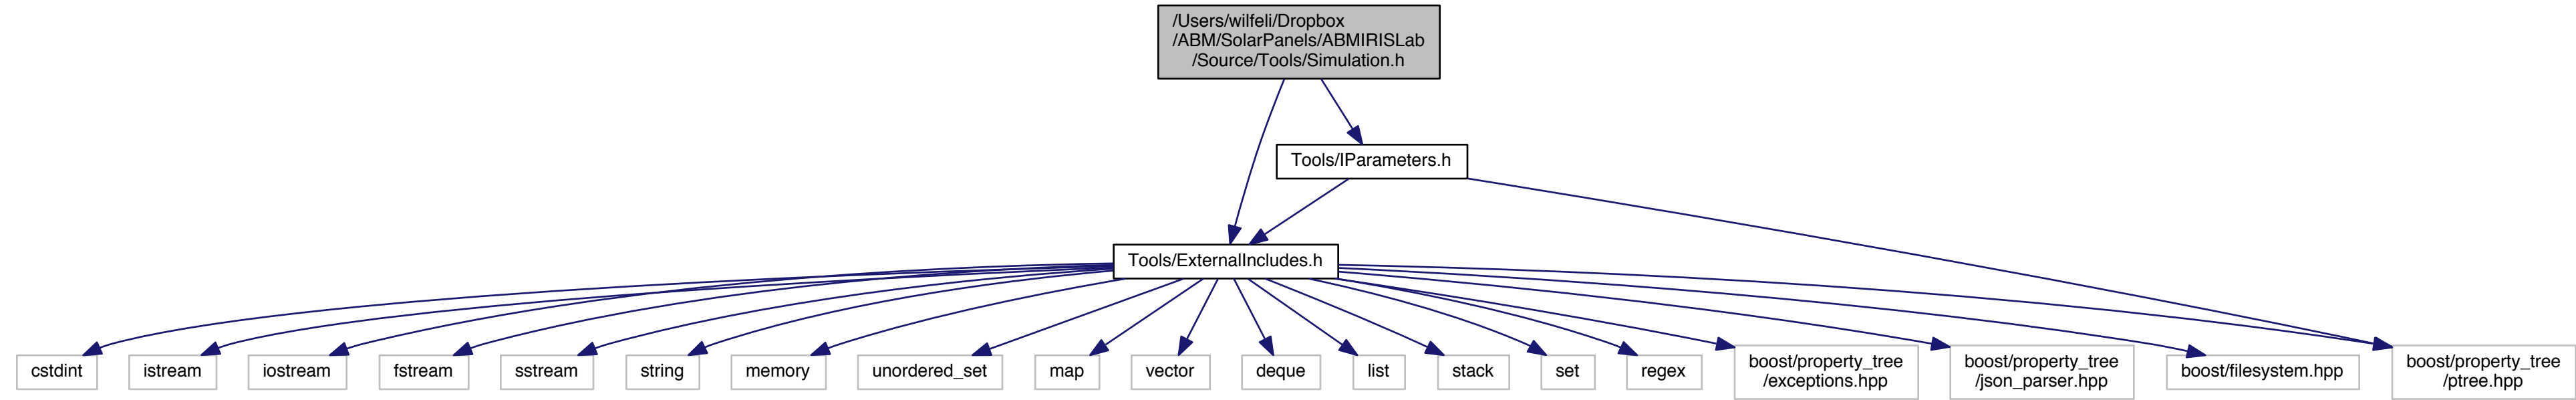 /Users/wilfeli/Dropbox
/ABM/SolarPanels/ABMIRISLab
/Source/Tools/Simulation.h
Tools/IParameters.h
Tools/ExternalIncludes.h
cstdint
istream
iostream
fstream
sstream
string
memory
unordered_set
map
vector
deque
list
stack
set
regex
boost/property_tree
/exceptions.hpp
boost/property_tree
/json_parser.hpp
boost/filesystem.hpp
boost/property_tree
/ptree.hpp